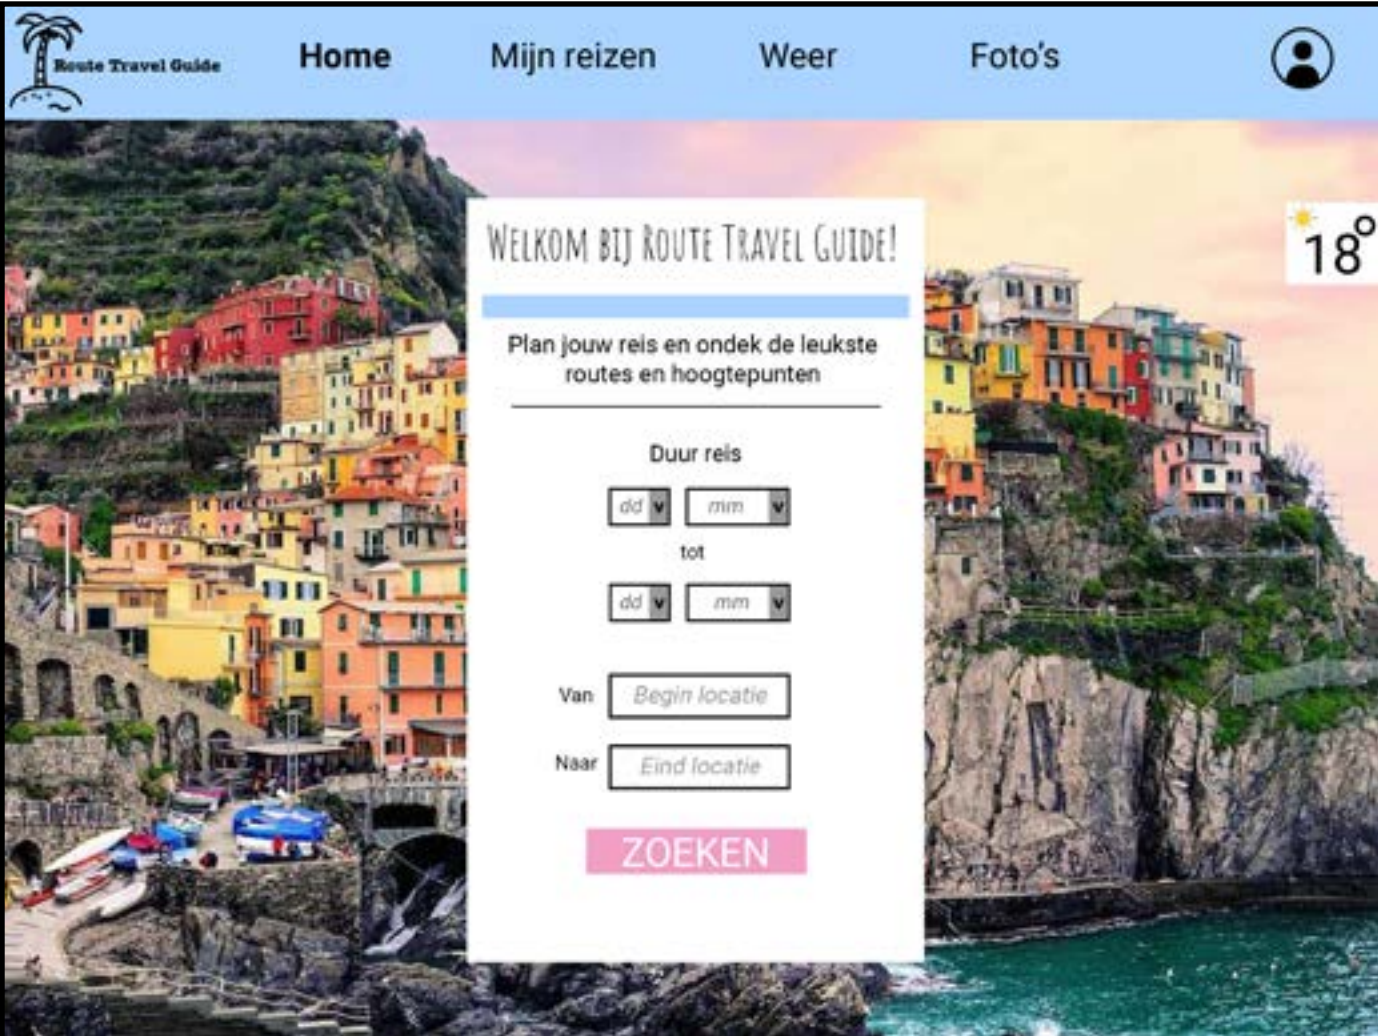 Route Travel Guide
Home
Mijn reizen
Weer
Foto's
18°
WELKOM BIJ ROUTE TRAVEL GUIDE!
Plan jouw reis en ondek de leukste
routes en hoogtepunten
Duur reis
dd v mm v
tot
dd v mm v
Van Begin locatie
Naar Eind locatie
ZOEKEN